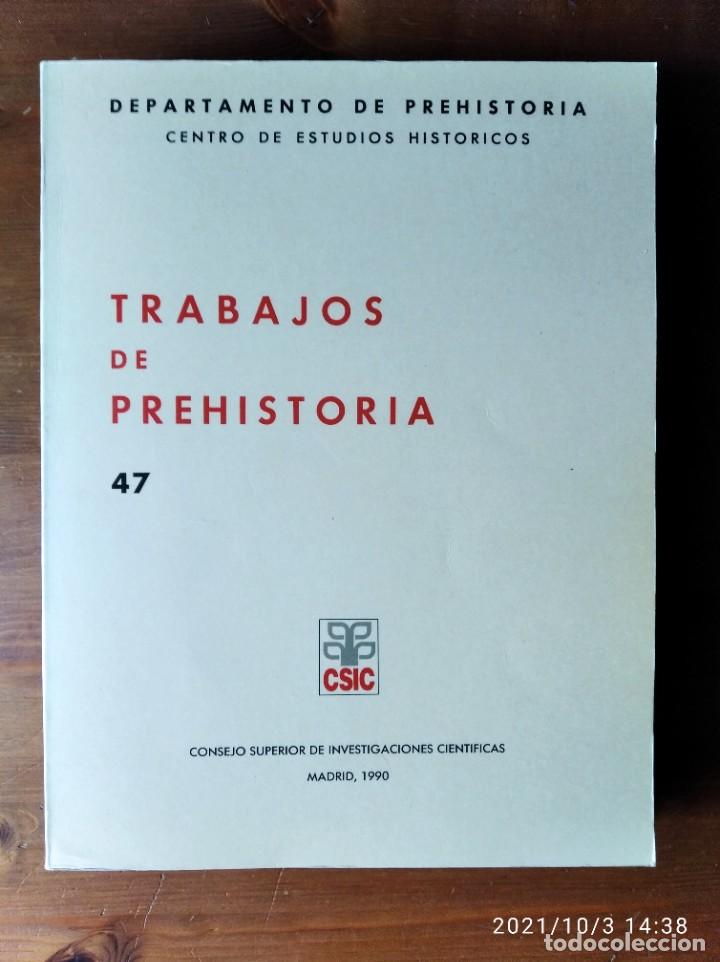 DEPARTAMENTO DE PREHISTORIA
CENTRO DE ESTUDIOS HISTORICOS
TRABAJOS
DE
PREHISTORIA
47
CSIC
CONSEJO SUPERIOR DE INVESTIGACIONES CIENTIFICAS
MADRID, 1990
2021/10/3 14:38
todocoleccion